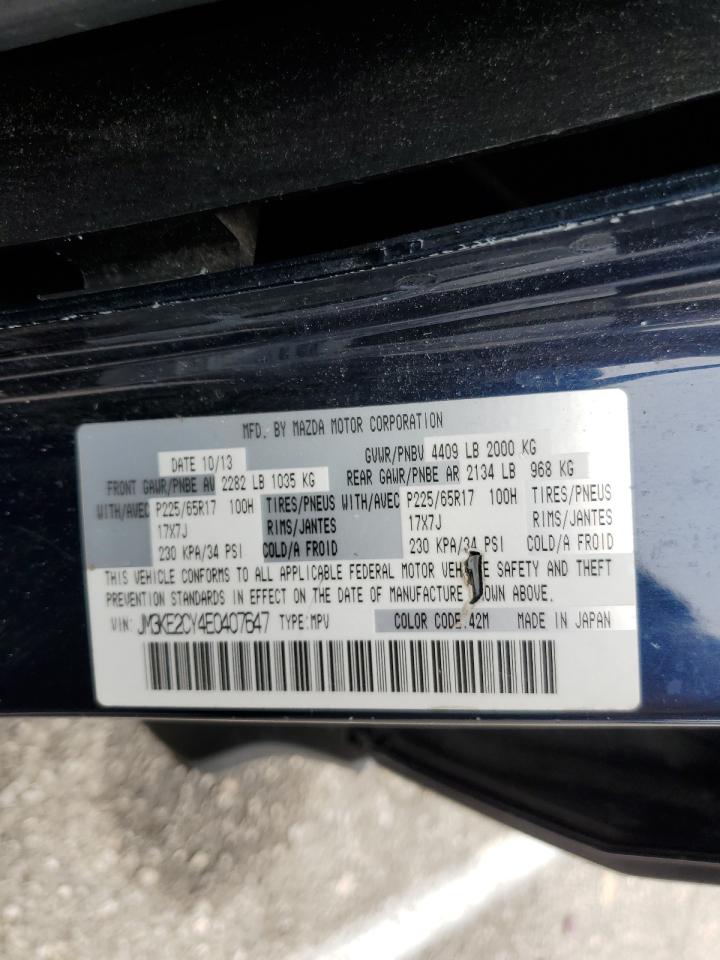 MFD. BY MAZDA MOTOR CORPORATION
DATE 10/13 GVWR/PNBV 4409 LB 2000 KG
FRONT GAWR/PNBE AV 2282 LB 1035 KG REAR GAWR/PNBE AR 2134 LB 968 KG
WITH/AVEC P225/65R17 100H TIRES/PNEUS WITH/AVEC P225/65R17 100H TIRES/PNEUS
17X7J RIMS/JANTES 17X7J RIMS/JANTES
230 KPA/34 PSI COLD/A FROID 230 KPA/34 PSI COLD/A FROID
THIS VEHICLE CONFORMS TO ALL APPLICABLE FEDERAL MOTOR SAFETY AND THEFT
PREVENTION STANDARDS IN EFFECT ON THE DATE OF MANUFACTURE ABOVE.
VIN: JM3KE2CY4E0407647 TYPE:MPV COLOR CODE:42M MADE IN JAPAN